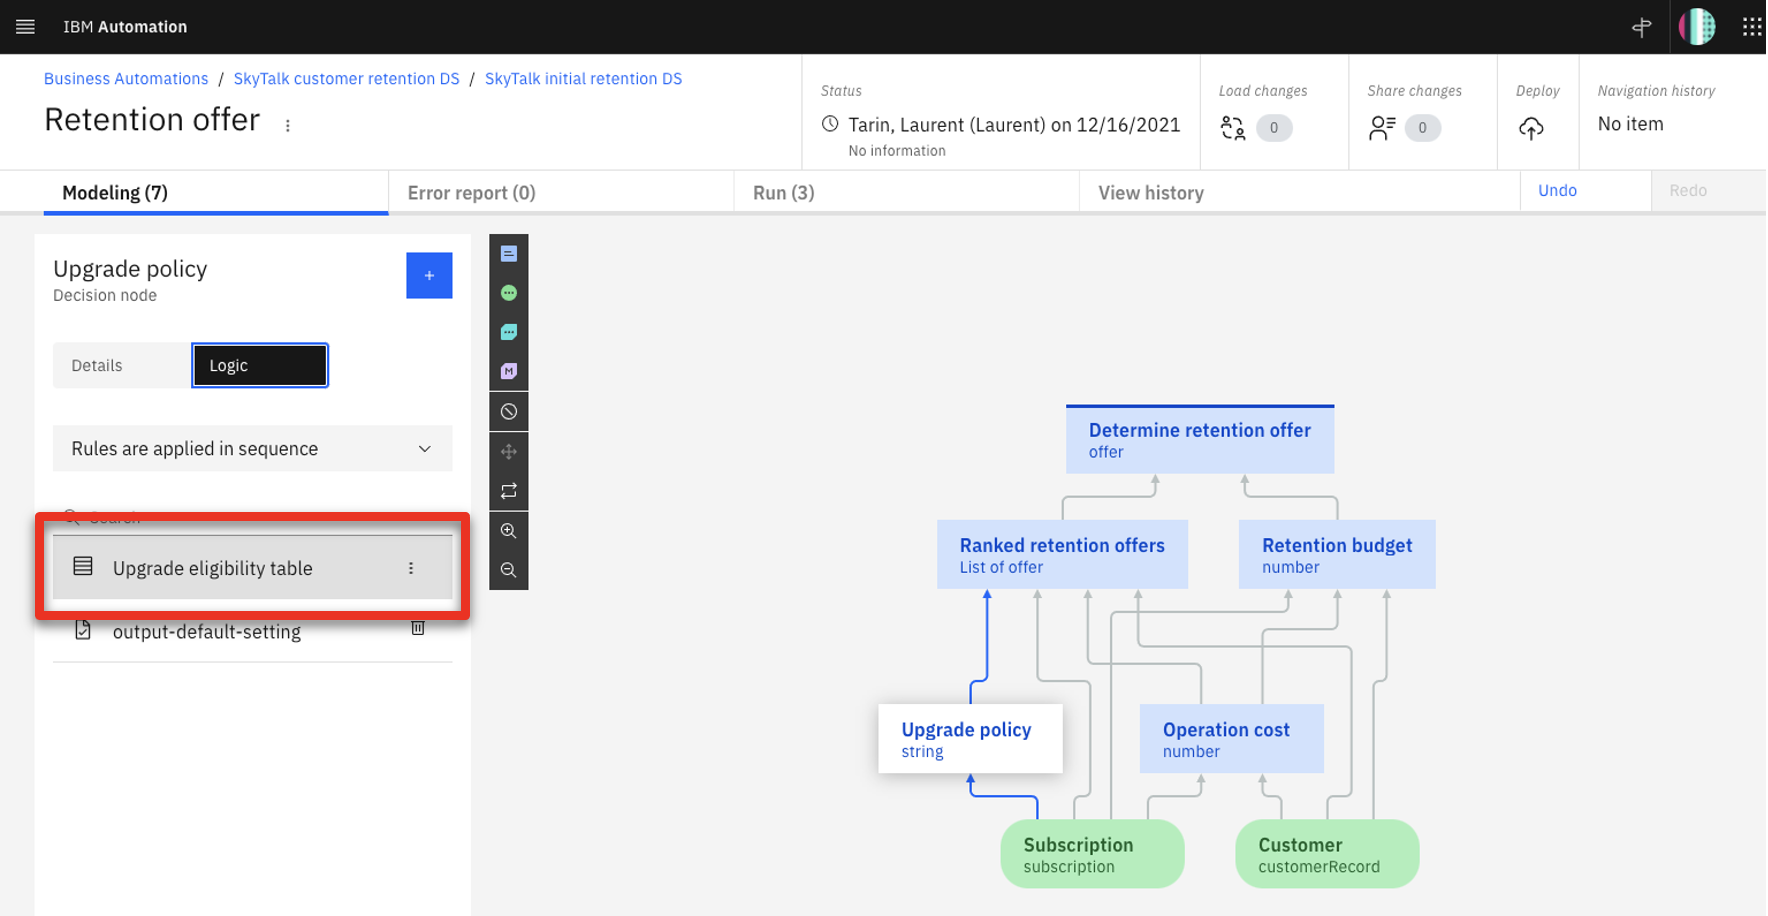 IBM Automation
Business Automations / SkyTalk customer retention DS / SkyTalk initial retention DS
Retention offer
Status
Tarin, Laurent (Laurent) on 12/16/2021
No information
Load changes
0
Share changes
0
Deploy
Navigation history
No item
Modeling (7)
Error report (0)
Run (3)
View history
Undo
Redo
Upgrade policy
Decision node
+
Details
Logic
Rules are applied in sequence
Search
Upgrade eligibility table
output-default-setting
M
Determine retention offer
offer
Ranked retention offers
List of offer
Retention budget
number
Upgrade policy
string
Operation cost
number
Subscription
subscription
Customer
customerRecord